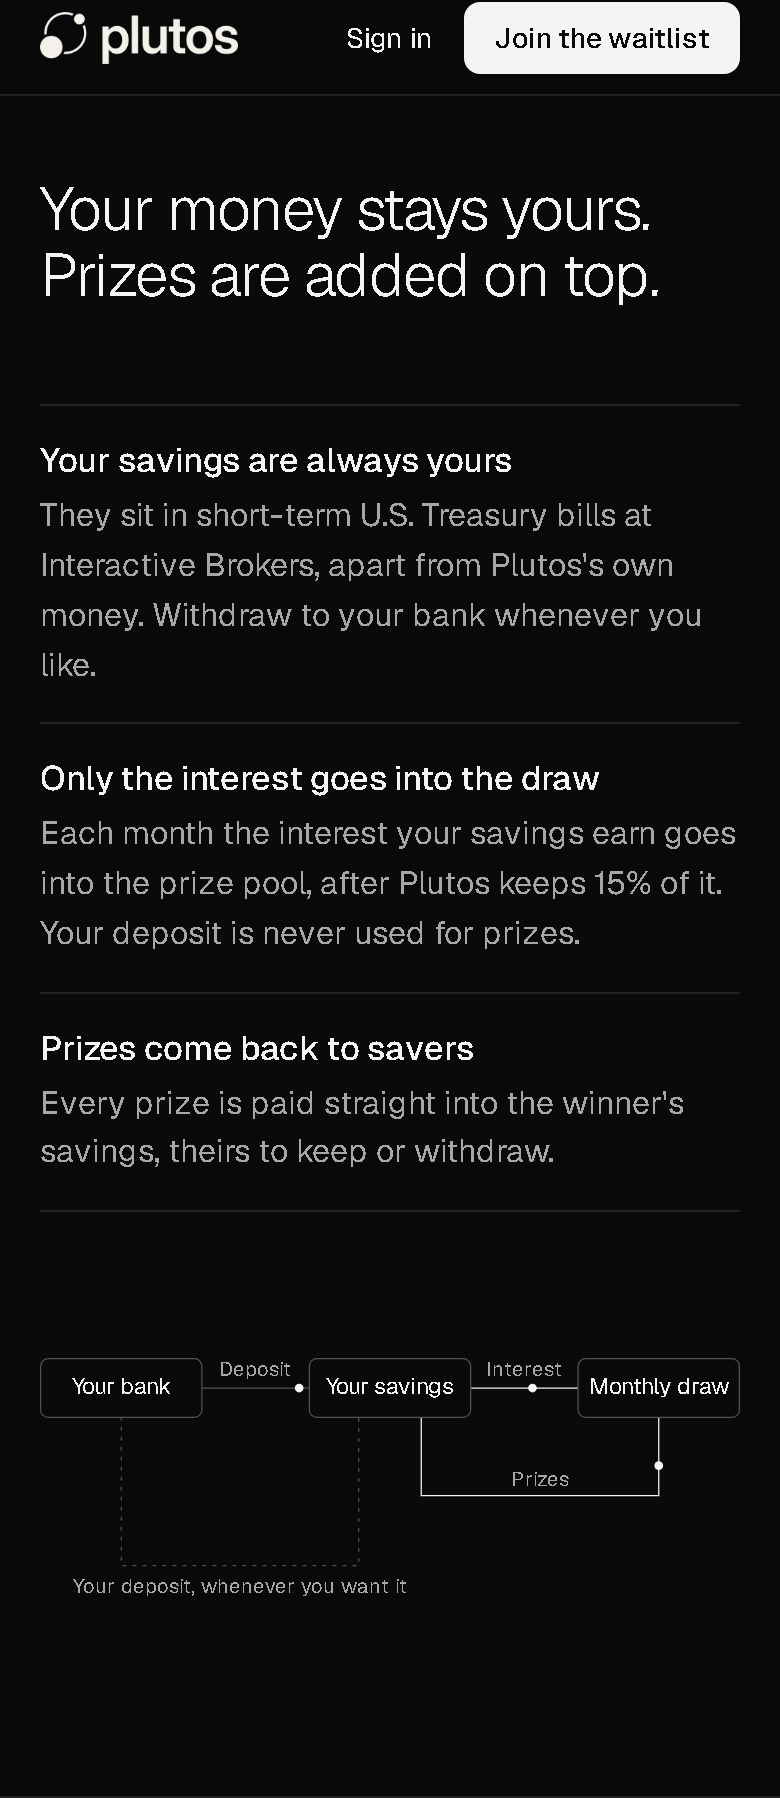 plutos
Sign in
Join the waitlist
Your money stays yours.
Prizes are added on top.
Your savings are always yours
They sit in short-term U.S. Treasury bills at
Interactive Brokers, apart from Plutos's own
money. Withdraw to your bank whenever you
like.
Only the interest goes into the draw
Each month the interest your savings earn goes
into the prize pool, after Plutos keeps 15% of it.
Your deposit is never used for prizes.
Prizes come back to savers
Every prize is paid straight into the winner's
savings, theirs to keep or withdraw.
Your bank
Deposit
Your savings
Interest
Monthly draw
Prizes
Your deposit, whenever you want it